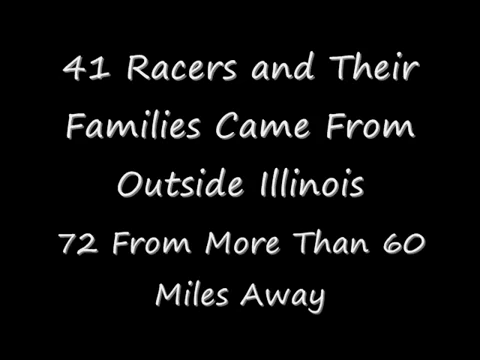 41 Racers and Their
Families Came From
Outside Illinois
72 From More Than 60
Miles Away